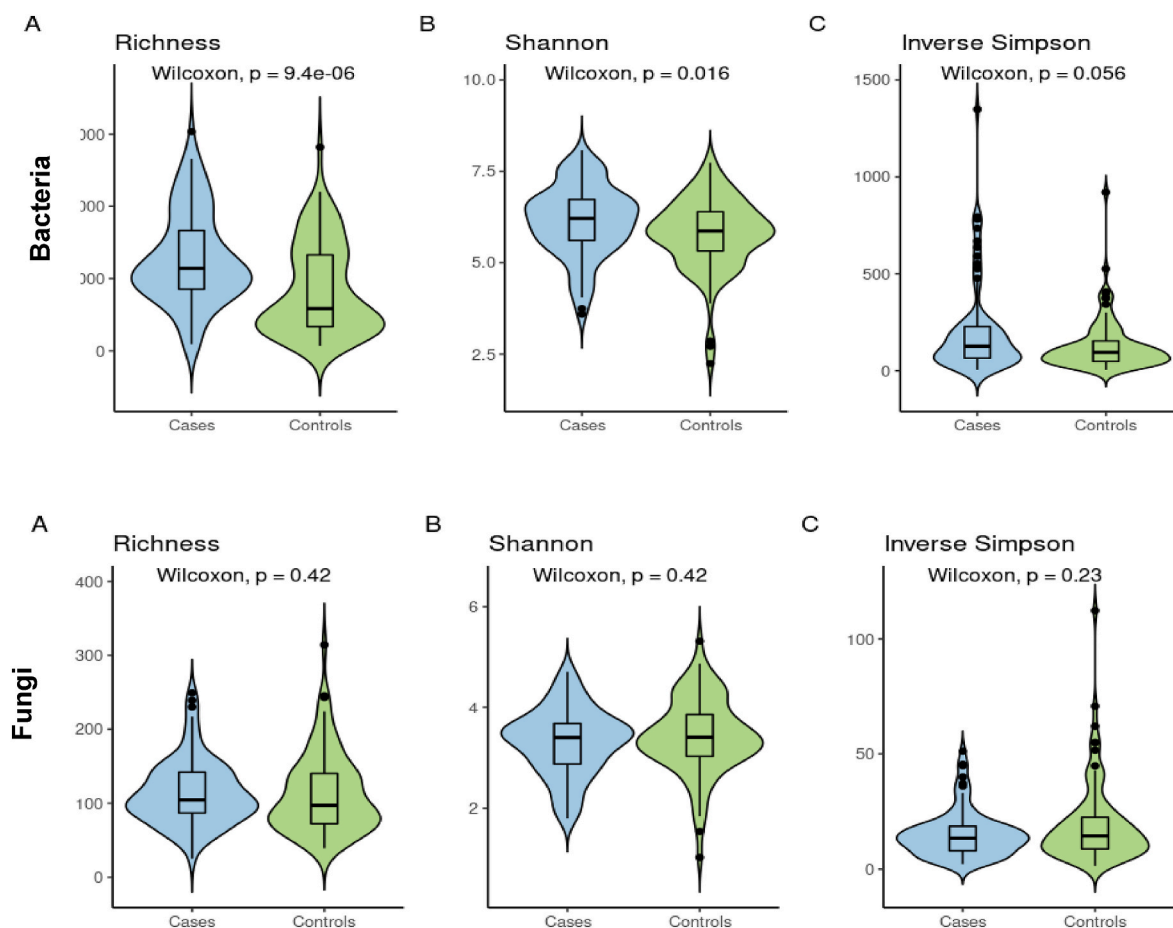 A
B
C
Richness
Shannon
Inverse Simpson
Wilcoxon, p = 9.4e-06
Wilcoxon, p = 0.016
Wilcoxon, p = 0.056
Bacteria
000
000
000
0
10.0
7.5
5.0
2.5
1500
1000
500
0
Cases
Controls
Cases
Controls
Cases
Controls
A
B
C
Richness
Shannon
Inverse Simpson
Wilcoxon, p = 0.42
Wilcoxon, p = 0.42
Wilcoxon, p = 0.23
Fungi
400
300
200
100
0
6
4
2
100
50
0
Cases
Controls
Cases
Controls
Cases
Controls